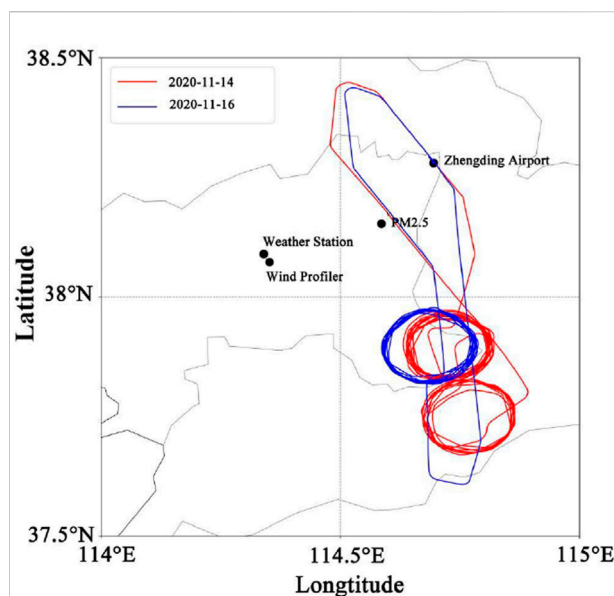 38.5°N
2020-11-14
2020-11-16
Zhengding Airport
PM2.5
Weather Station
Wind Profiler
38°N
Latitude
37.5°N
114°E
114.5°E
115°E
Longtitude